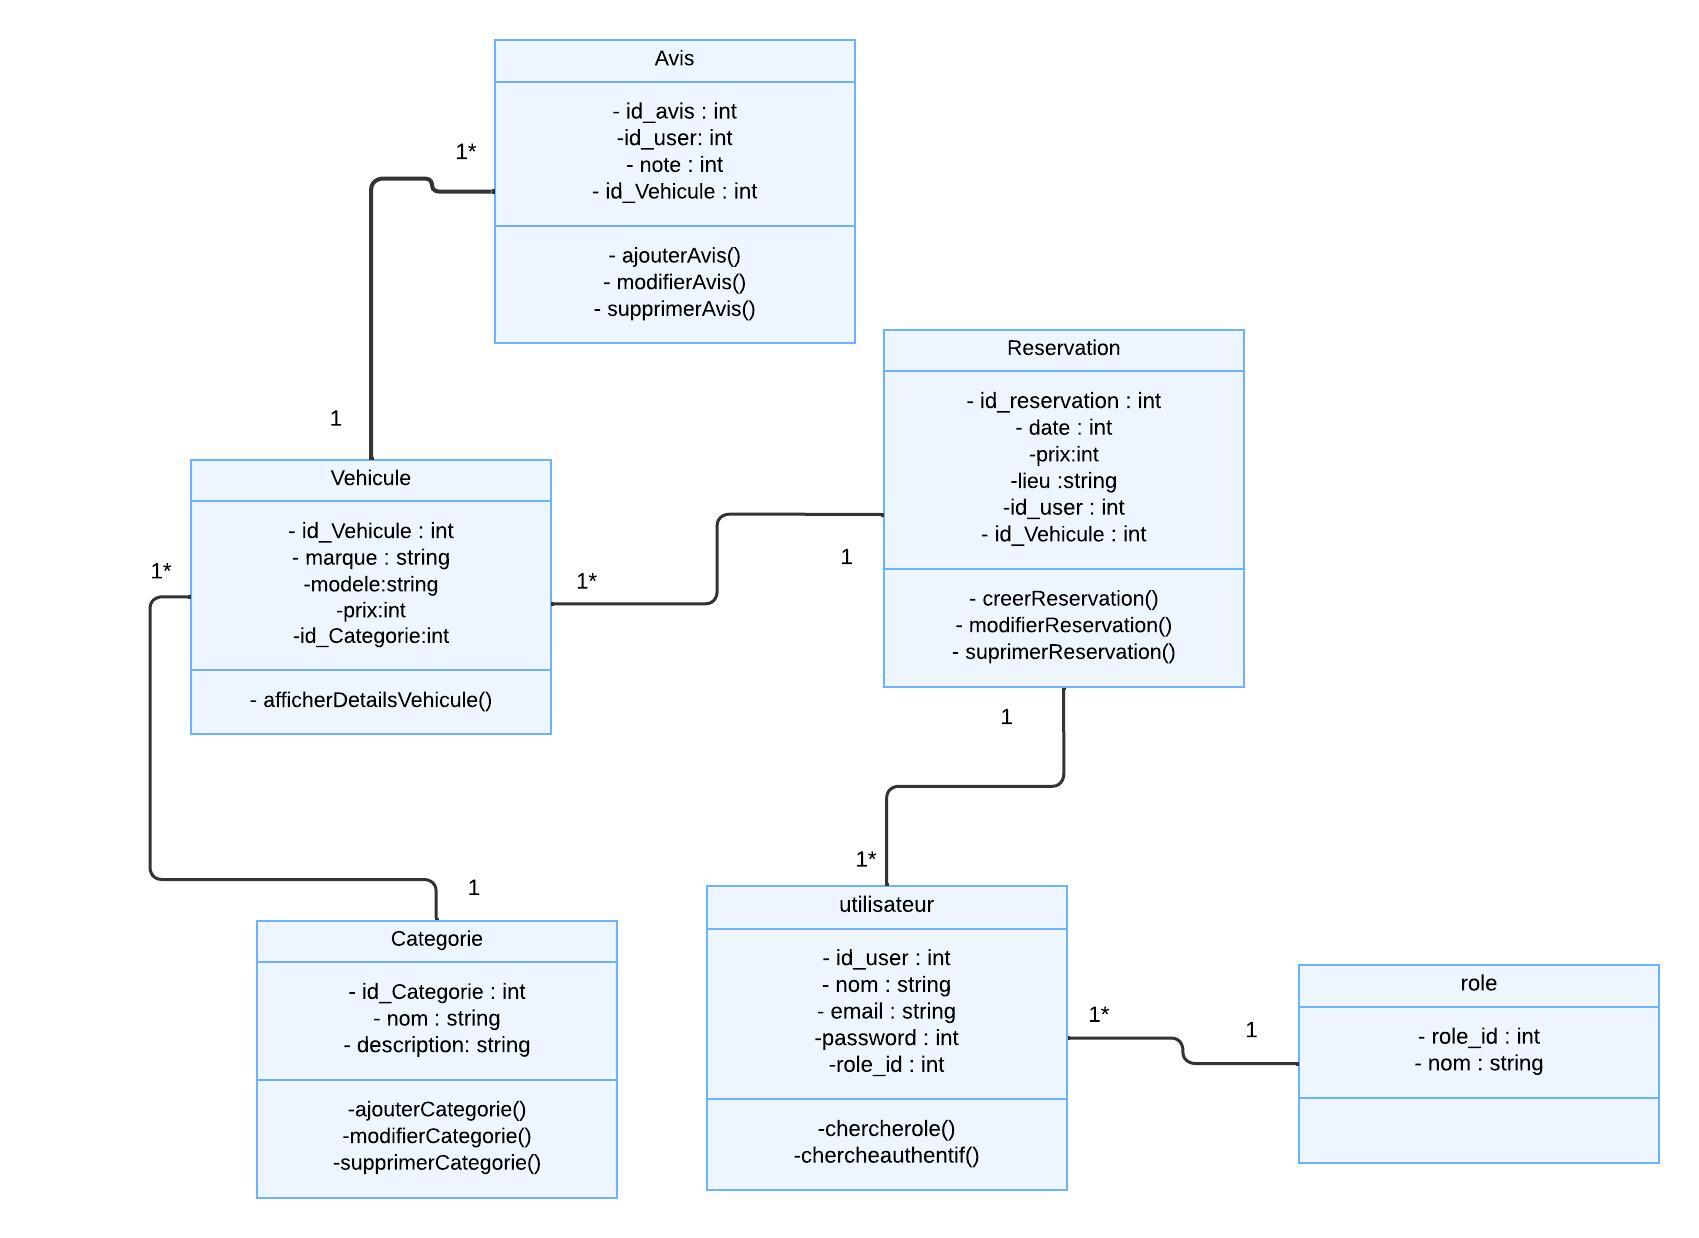 Avis
- id_avis : int
-id_user: int
- note : int
- id_Vehicule : int
- ajouterAvis()
- modifierAvis()
- supprimerAvis()
1*
1
Reservation
- id_reservation : int
- date : int
-prix:int
-lieu :string
-id_user : int
- id_Vehicule : int
- creerReservation()
- modifierReservation()
- suprimerReservation()
Vehicule
- id_Vehicule : int
- marque : string
-modele:string
-prix:int
-id_Categorie:int
- afficherDetailsVehicule()
1*
1*
1
1
1*
1
Categorie
- id_Categorie : int
- nom : string
- description: string
-ajouterCategorie()
-modifierCategorie()
-supprimerCategorie()
utilisateur
- id_user : int
- nom : string
- email : string
-password : int
-role_id : int
-chercherole()
-chercheauthentif()
1*
1
role
- role_id : int
- nom : string